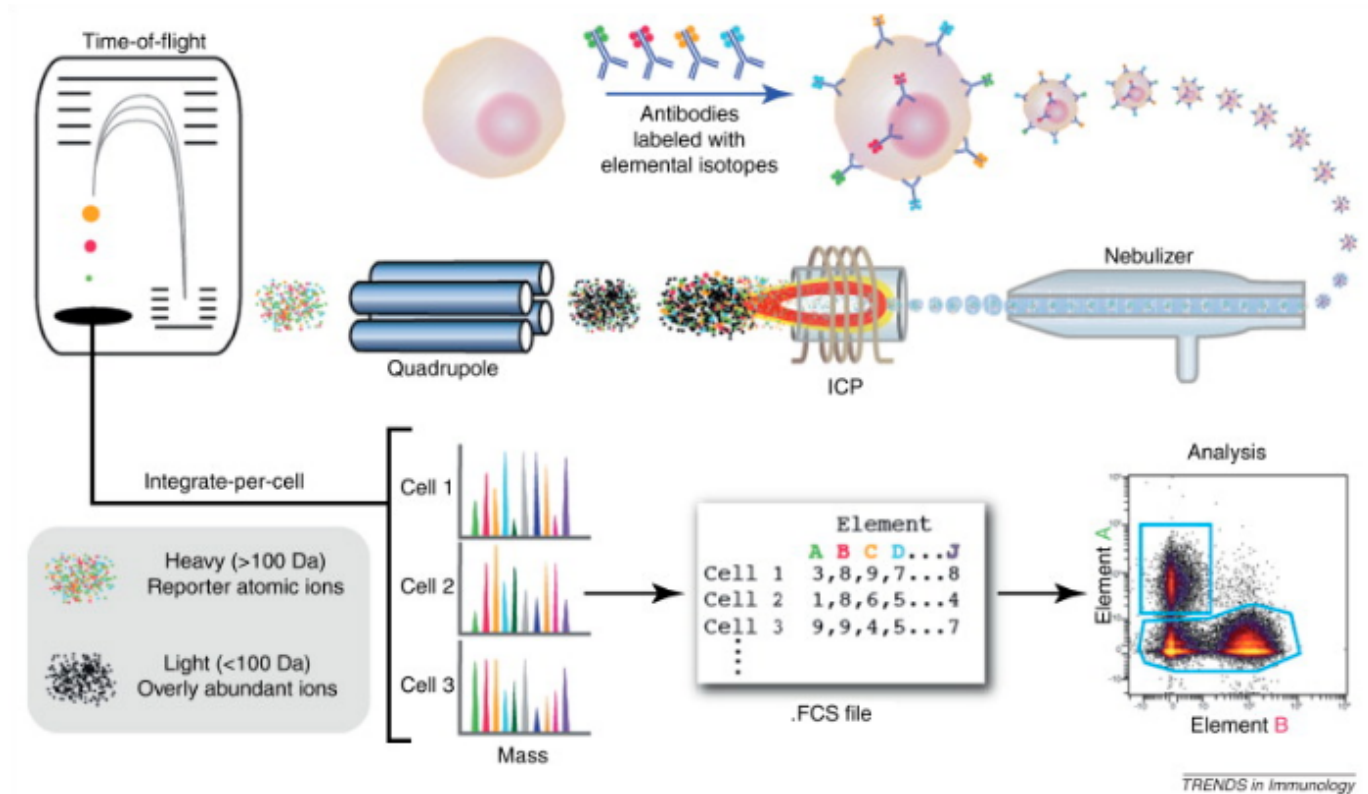 Time-of-flight
Antibodies
labeled with
elemental isotopes
Nebulizer
Quadrupole
ICP
Integrate-per-cell
Heavy (>100 Da)
Reporter atomic ions
Light (<100 Da)
Overly abundant ions
Cell 1
Cell 2
Cell 3
Mass
Element
A B C D...J
Cell 1 3,8,9,7...8
Cell 2 1,8,6,5...4
Cell 3 9,9,4,5...7
.FCS file
Analysis
Element A
Element B
TRENDS in Immunology